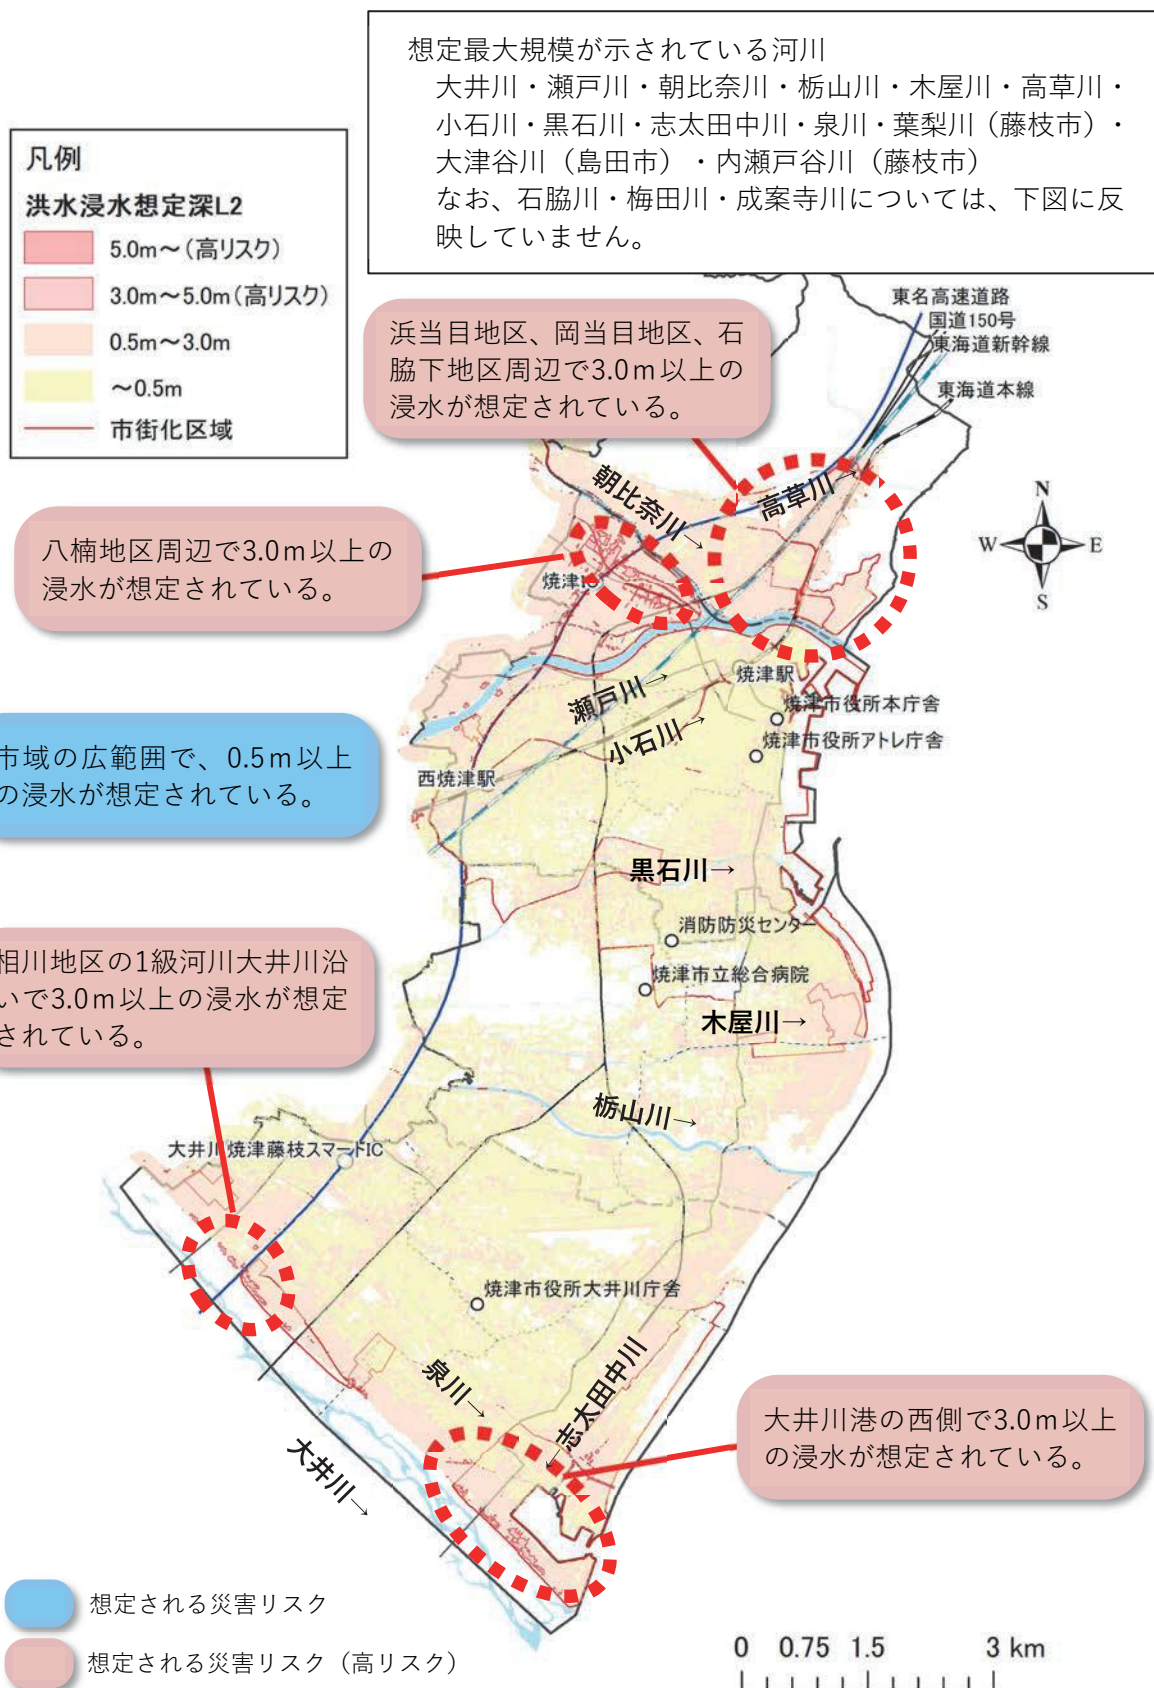 想定最大規模が示されている河川
大井川・瀬戸川・朝比奈川・栃山川・木屋川・高草川・
小石川・黒石川・志太田中川・泉川・葉梨川（藤枝市）・
大津谷川（島田市）・内瀬戸谷川（藤枝市）
なお、石脇川・梅田川・成案寺川については、下図に反
映していません。
凡例
洪水浸水想定深L2
5.0m～（高リスク）
3.0m～5.0m（高リスク）
0.5m～3.0m
～0.5m
市街化区域
東名高速道路
国道150号
東海道新幹線
東海道本線
浜当目地区、岡当目地区、石
脇下地区周辺で3.0m以上の
浸水が想定されている。
朝比奈川→
高草川→
N
W
E
S
八楠地区周辺で3.0m以上の
浸水が想定されている。
焼津IC
焼津駅
瀬戸川→
焼津市役所本庁舎
小石川→
焼津市役所アトレ庁舎
市域の広範囲で、0.5m以上
の浸水が想定されている。
西焼津駅
黒石川→
消防防災センター
焼津市立総合病院
相川地区の1級河川大井川沿
いで3.0m以上の浸水が想定
されている。
木屋川→
栃山川→
大井川焼津藤枝スマートIC
焼津市役所大井川庁舎
泉川→
←志太田中川
大井川→
大井川港の西側で3.0m以上
の浸水が想定されている。
想定される災害リスク
想定される災害リスク（高リスク）
0 0.75 1.5 3 km